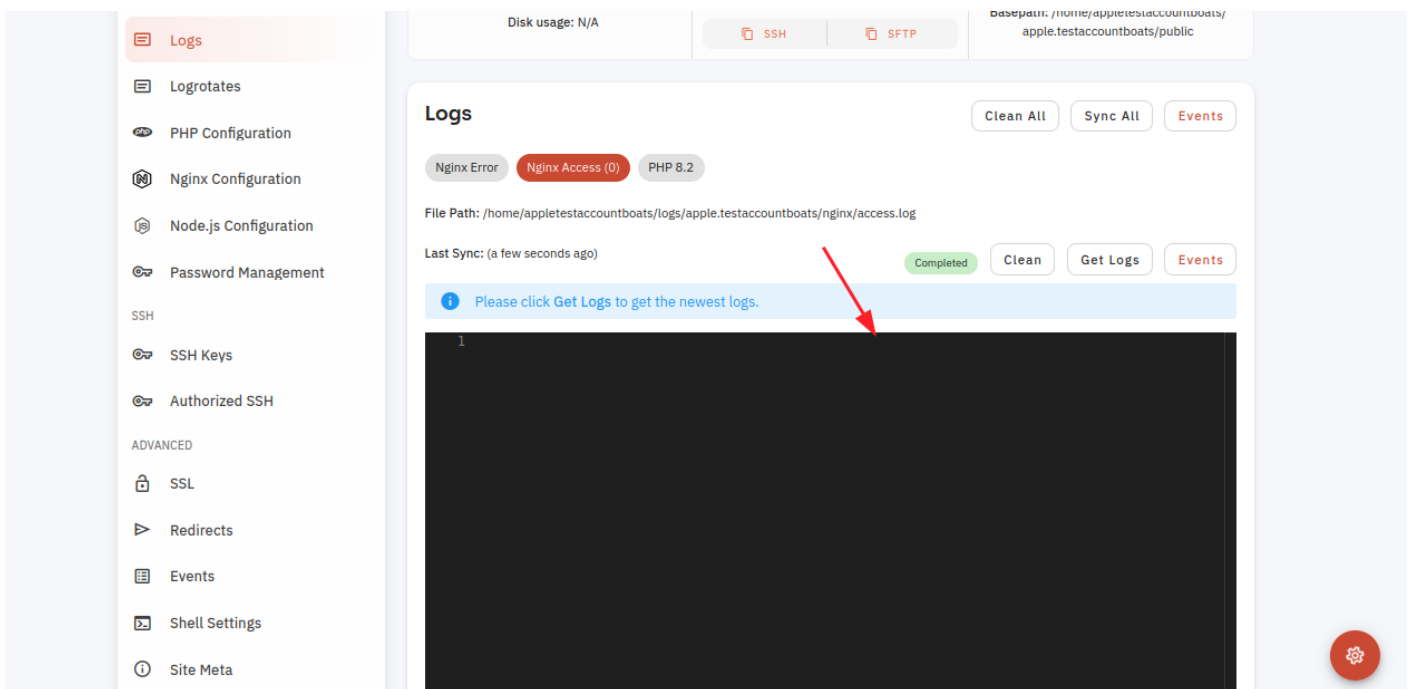 Logs
Logrotates
PHP Configuration
Nginx Configuration
Node.js Configuration
Password Management
SSH
SSH Keys
Authorized SSH
ADVANCED
SSL
Redirects
Events
Shell Settings
Site Meta
Disk usage: N/A
SSH
SFTP
Basepath: /home/appletestaccountboats/
apple.testaccountboats/public
Logs
Clean All
Sync All
Events
Nginx Error
Nginx Access (0)
PHP 8.2
File Path: /home/appletestaccountboats/logs/apple.testaccountboats/nginx/access.log
Last Sync: (a few seconds ago)
Completed
Clean
Get Logs
Events
Please click Get Logs to get the newest logs.
1